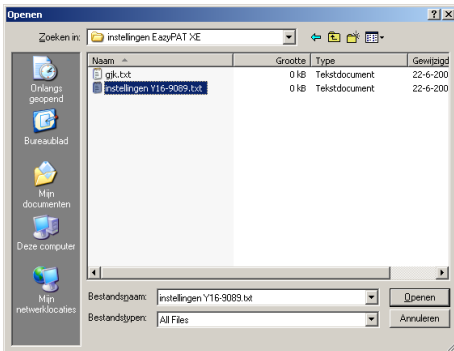 Openen
Zoeken in: instellingen EazyPAT XE
Naam Grootte Type Gewijzigd
gjk.txt 0 kB Tekstdocument 22-6-200
instellingen Y16-9089.txt 0 kB Tekstdocument 22-6-200
Onlangs geopend
Bureaublad
Mijn documenten
Deze computer
Mijn netwerklocaties
Bestandsnaam: instellingen Y16-9089.txt Openen
Bestandstypen: All Files Annuleren